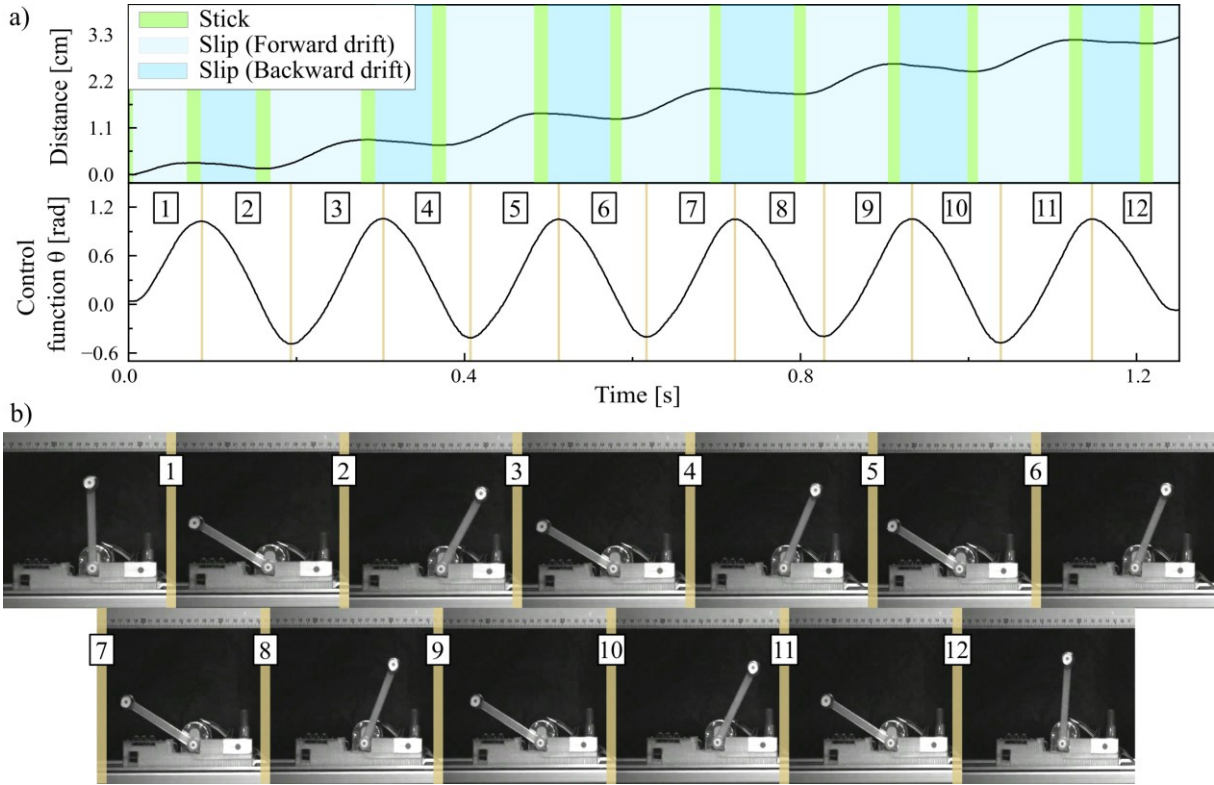 a)
Stick
Slip (Forward drift)
Slip (Backward drift)
Distance [cm]
3.3
2.2
1.1
0.0
Control
function θ [rad]
1.2
0.6
0.0
−0.6
1 2 3 4 5 6 7 8 9 10 11 12
0.0 0.4 0.8 1.2
Time [s]
b)
1 2 3 4 5 6
7 8 9 10 11 12